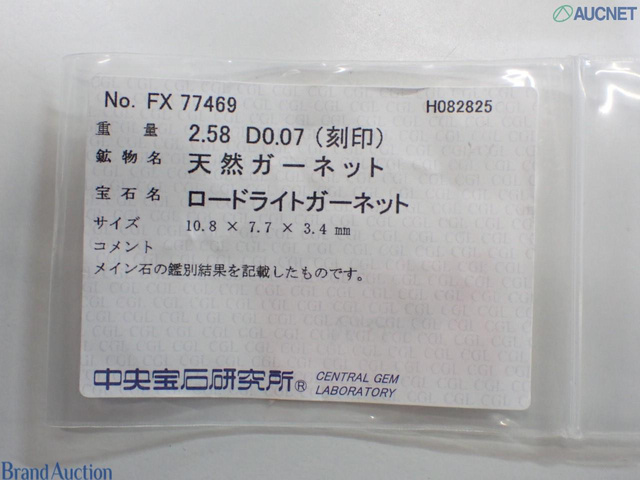 AUCNET
No. FX 77469 H082825
重量 2.58 D0.07 (刻印)
鉱物名 天然ガーネット
宝石名 ロードライトガーネット
サイズ 10.8 × 7.7 × 3.4 mm
コメント
メイン石の鑑別結果を記載したものです。
中央宝石研究所® CENTRAL GEM
LABORATORY
Brand Auction